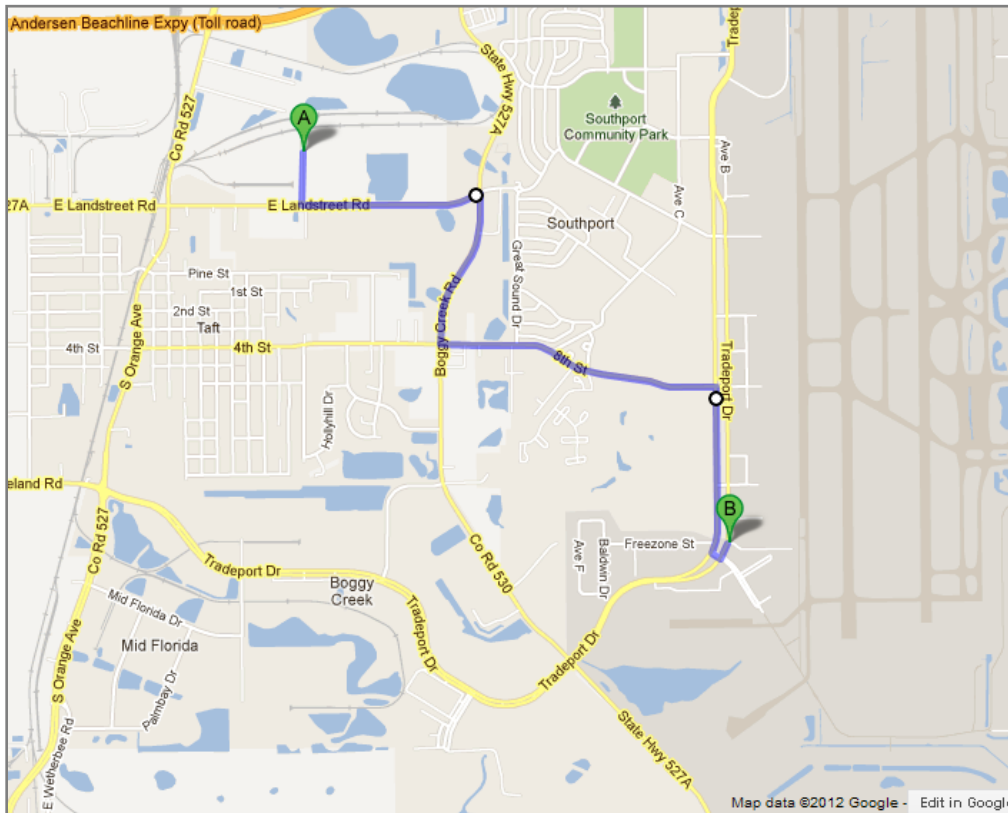 Andersen Beachline Expy (Toll road)
State Hwy 527A
Tradep
Co Rd 527
A
Southport
Community Park
Ave B
Ave C
27A
E Landstreet Rd
E Landstreet Rd
Southport
Great Sound Dr
Pine St
1st St
2nd St
Taft
4th St
4th St
S Orange Ave
Boggy Creek Rd
8th St
Tradeport Dr
Hollyhill Dr
eland Rd
B
Co Rd 527
Freezone St
Ave F
Baldwin Dr
Co Rd 530
Tradeport Dr
Boggy
Creek
Mid Florida Dr
Tradeport Dr
Mid Florida
Palmbay Dr
Tradeport Dr
S Orange Ave
State Hwy 527A
E Wetherbee Rd
Map data ©2012 Google - Edit in Google